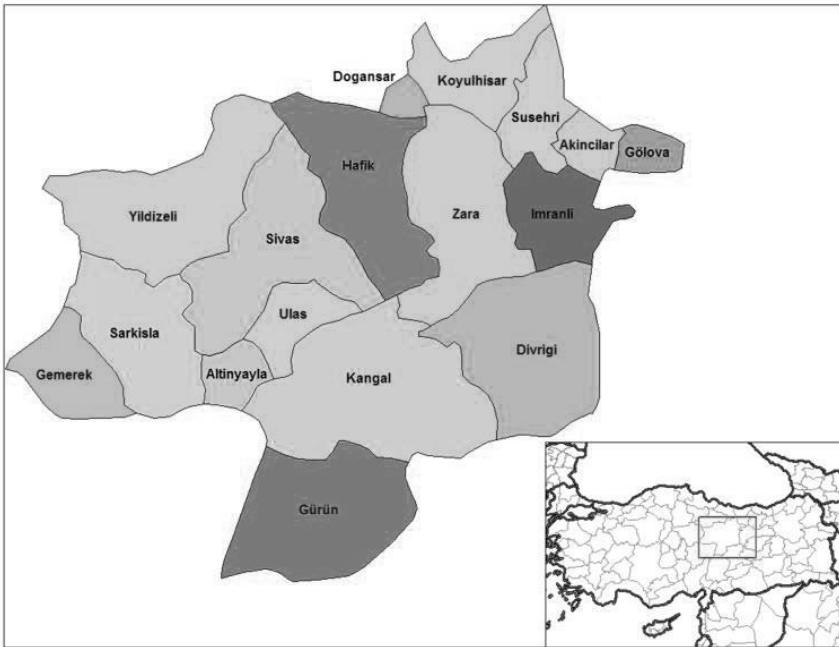 Dogansar
Koyulhisar
Susehri
Akincilar
Gölova
Hafik
Yildizeli
Sivas
Zara
Imranli
Ulas
Sarkisla
Gemerek
Altinyayla
Kangal
Divrigi
Gürün